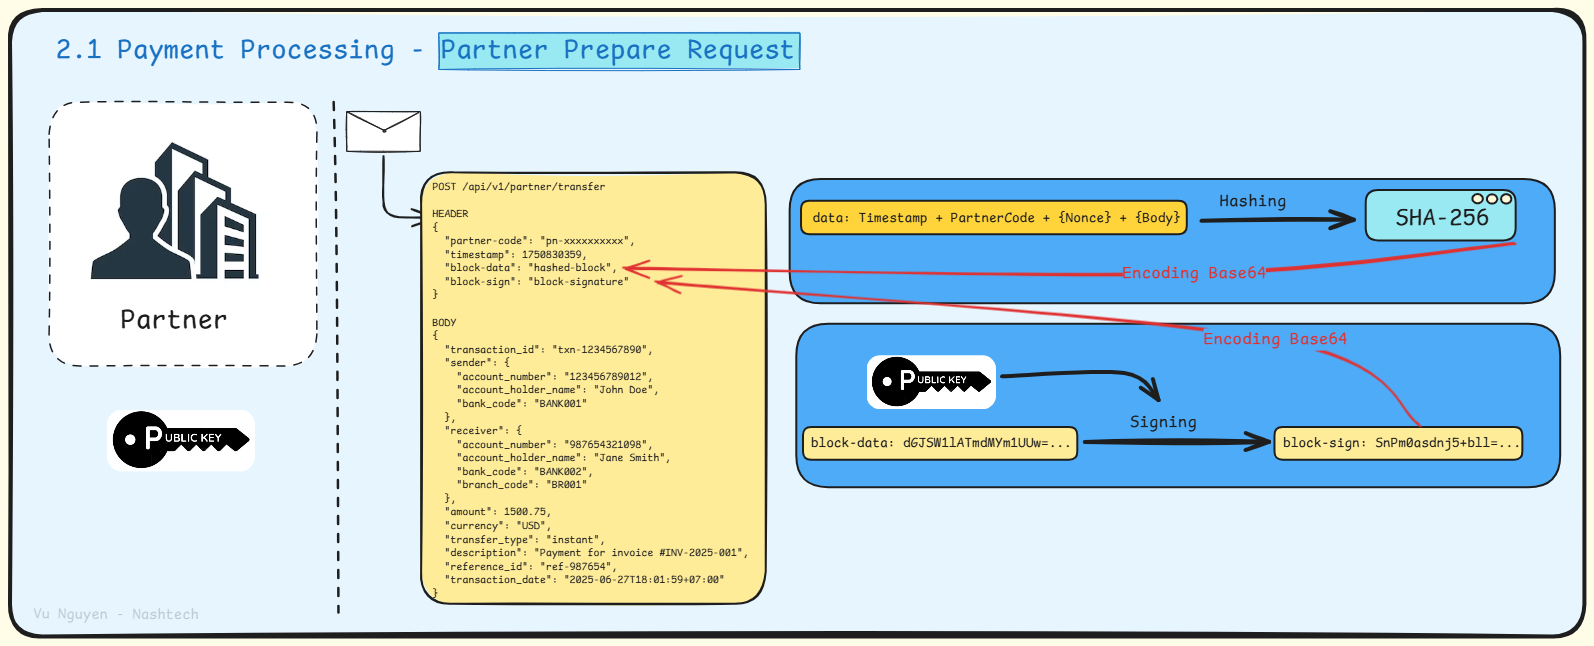 2.1 Payment Processing - Partner Prepare Request
Partner
PUBLIC KEY
POST /api/v1/partner/transfer
HEADER
{
"partner-code": "pn-xxxxxxxxxx",
"timestamp": 1750830359,
"block-data": "hashed-block",
"block-sign": "block-signature"
}
BODY
{
"transaction_id": "txn-1234567890",
"sender": {
"account_number": "123456789012",
"account_holder_name": "John Doe",
"bank_code": "BANK001"
},
"receiver": {
"account_number": "987654321098",
"account_holder_name": "Jane Smith",
"bank_code": "BANK002",
"branch_code": "BR001"
},
"amount": 1500.75,
"currency": "USD",
"transfer_type": "instant",
"description": "Payment for invoice #INV-2025-001",
"reference_id": "ref-987654",
"transaction_date": "2025-06-27T18:01:59+07:00"
}
data: Timestamp + PartnerCode + {Nonce} + {Body}
Hashing
SHA-256
Encoding Base64
Encoding Base64
PUBLIC KEY
Signing
block-data: dGJSW1lATmdMYm1UUw=...
block-sign: SnPm0asdnj5+bll=...
Vu Nguyen - Nashtech